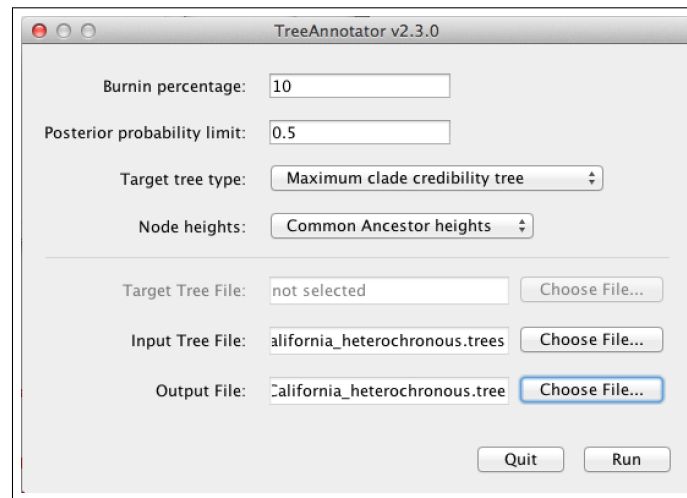 TreeAnnotator v2.3.0
Burnin percentage: 10
Posterior probability limit: 0.5
Target tree type: Maximum clade credibility tree
Node heights: Common Ancestor heights
Target Tree File: not selected Choose File...
Input Tree File: alifornia_heterochronous.trees Choose File...
Output File: California_heterochronous.tree Choose File...
Quit Run